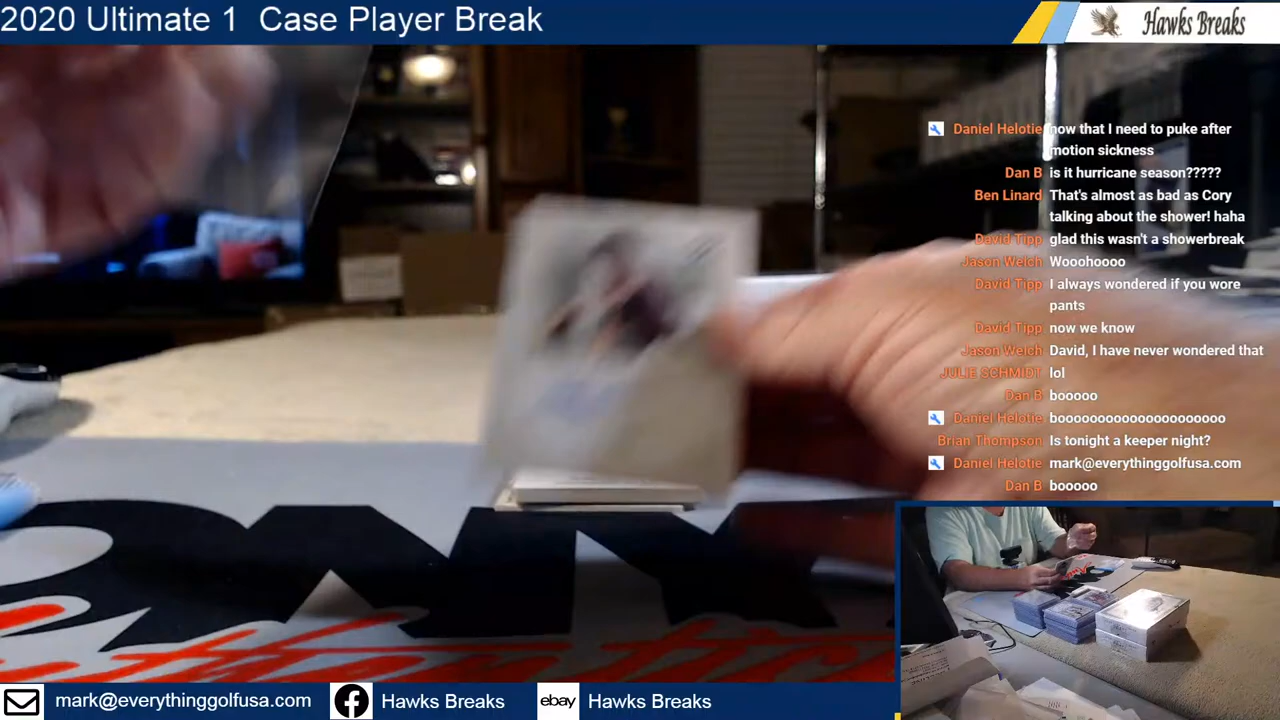 2020 Ultimate 1 Case Player Break
Hawks Breaks
Daniel Helotie now that I need to puke after
motion sickness
Dan B is it hurricane season?????
Ben Linard That's almost as bad as Cory
talking about the shower! haha
David Tipp glad this wasn't a showerbreak
Jason Welch Wooohoooo
David Tipp I always wondered if you wore
pants
David Tipp now we know
Jason Welch David, I have never wondered that
JULIE SCHMIDT lol
Dan B booooo
Daniel Helotie boooooooooooooooooooo
Brian Thompson Is tonight a keeper night?
Daniel Helotie mark@everythinggolfusa.com
Dan B booooo
mark@everythinggolfusa.com
Hawks Breaks
ebay
Hawks Breaks